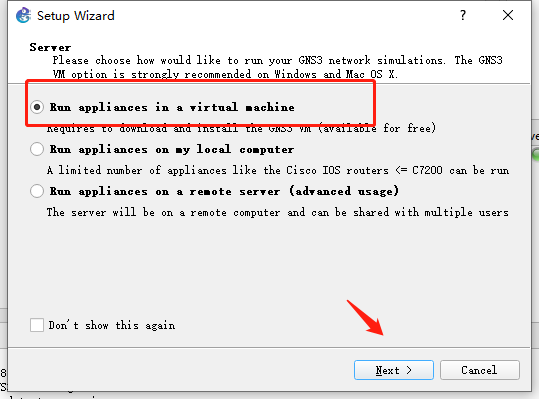 Setup Wizard
Server
Please choose how would like to run your GNS3 network simulations. The GNS3
VM option is strongly recommended on Windows and Mac OS X.
Run appliances in a virtual machine
Requires to download and install the GNS3 VM (available for free)
Run appliances on my local computer
A limited number of appliances like the Cisco IOS routers <= C7200 can be run
Run appliances on a remote server (advanced usage)
The server will be on a remote computer and can be shared with multiple users
Don't show this again
Next >
Cancel